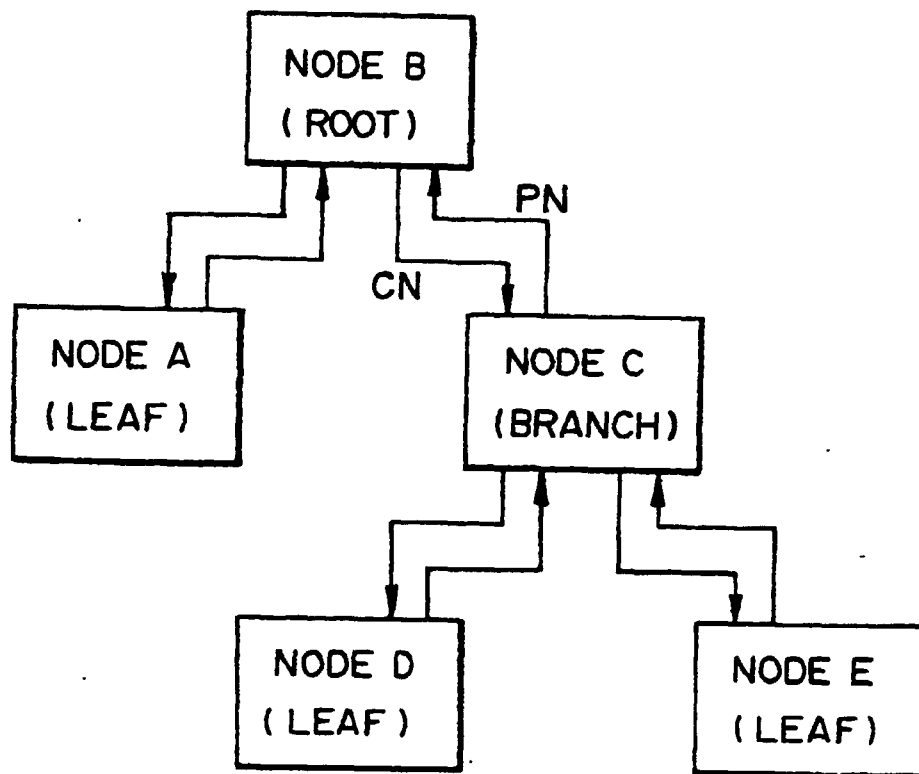 NODE B
(ROOT)
PN
CN
NODE A
(LEAF)
NODE C
(BRANCH)
NODE D
(LEAF)
NODE E
(LEAF)